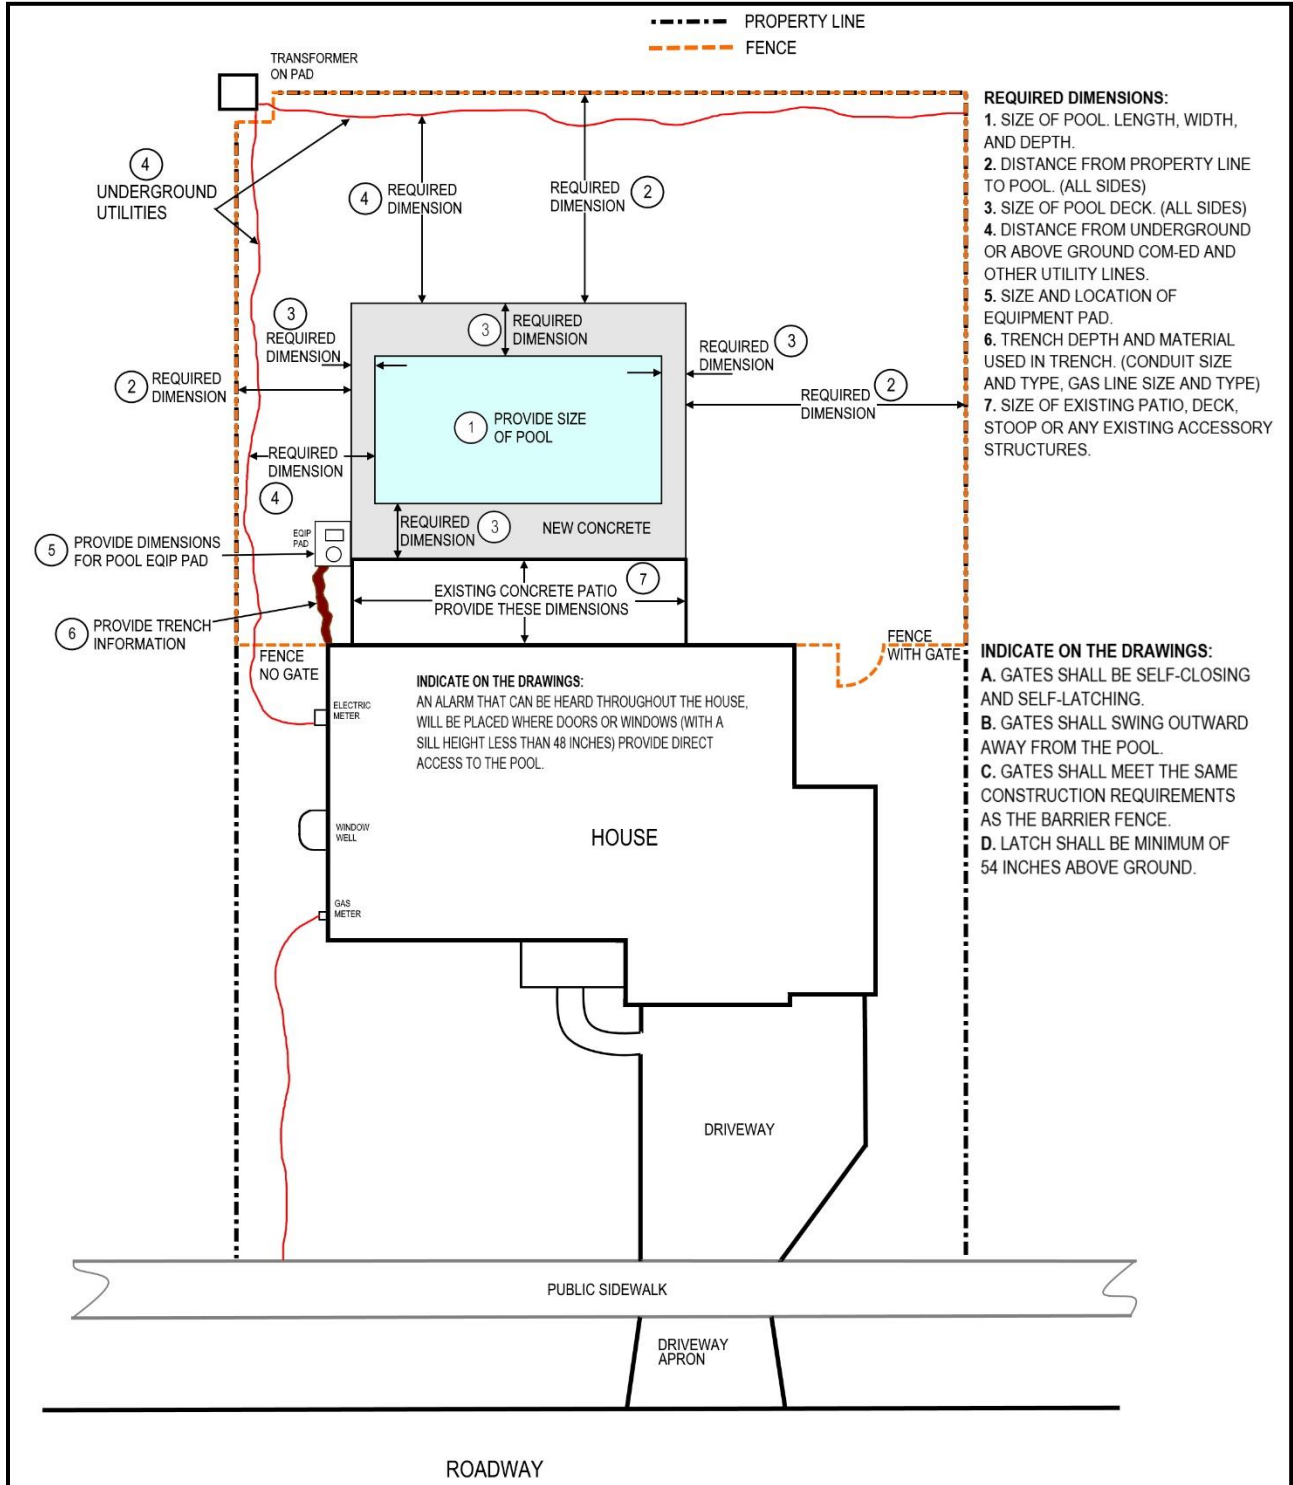 PROPERTY LINE
FENCE
TRANSFORMER
ON PAD
4
UNDERGROUND
UTILITIES
4
REQUIRED
DIMENSION
REQUIRED
DIMENSION
2
REQUIRED DIMENSIONS:
1. SIZE OF POOL. LENGTH, WIDTH,
AND DEPTH.
2. DISTANCE FROM PROPERTY LINE
TO POOL. (ALL SIDES)
3. SIZE OF POOL DECK. (ALL SIDES)
4. DISTANCE FROM UNDERGROUND
OR ABOVE GROUND COM-ED AND
OTHER UTILITY LINES.
5. SIZE AND LOCATION OF
EQUIPMENT PAD.
6. TRENCH DEPTH AND MATERIAL
USED IN TRENCH. (CONDUIT SIZE
AND TYPE, GAS LINE SIZE AND TYPE)
7. SIZE OF EXISTING PATIO, DECK,
STOOP OR ANY EXISTING ACCESSORY
STRUCTURES.
3
REQUIRED
DIMENSION
3
REQUIRED
DIMENSION
REQUIRED
DIMENSION
3
2
REQUIRED
DIMENSION
REQUIRED
DIMENSION
2
1
PROVIDE SIZE
OF POOL
REQUIRED
DIMENSION
4
REQUIRED
DIMENSION
3
NEW CONCRETE
EQIP
PAD
5
PROVIDE DIMENSIONS
FOR POOL EQIP PAD
7
EXISTING CONCRETE PATIO
PROVIDE THESE DIMENSIONS
6
PROVIDE TRENCH
INFORMATION
FENCE
NO GATE
FENCE
WITH GATE
INDICATE ON THE DRAWINGS:
A. GATES SHALL BE SELF-CLOSING
AND SELF-LATCHING.
B. GATES SHALL SWING OUTWARD
AWAY FROM THE POOL.
C. GATES SHALL MEET THE SAME
CONSTRUCTION REQUIREMENTS
AS THE BARRIER FENCE.
D. LATCH SHALL BE MINIMUM OF
54 INCHES ABOVE GROUND.
INDICATE ON THE DRAWINGS:
AN ALARM THAT CAN BE HEARD THROUGHOUT THE HOUSE,
WILL BE PLACED WHERE DOORS OR WINDOWS (WITH A
SILL HEIGHT LESS THAN 48 INCHES) PROVIDE DIRECT
ACCESS TO THE POOL.
ELECTRIC
METER
WINDOW
WELL
HOUSE
GAS
METER
DRIVEWAY
PUBLIC SIDEWALK
DRIVEWAY
APRON
ROADWAY